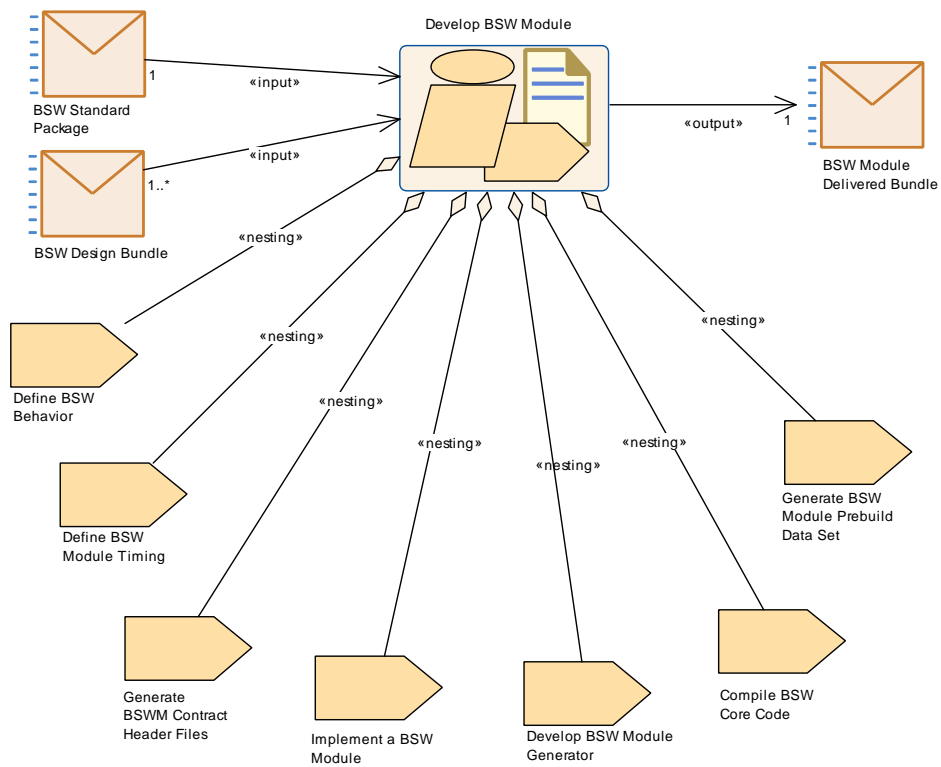 Develop BSW Module
1
«input»
BSW Standard
Package
«output»
1
«input»
1..*
BSW Module
Delivered Bundle
BSW Design Bundle
«nesting»
«nesting»
«nesting»
«nesting»
«nesting»
«nesting»
«nesting»
Define BSW
Behavior
Define BSW
Module Timing
Generate BSW
Module Prebuild
Data Set
Generate
BSWM Contract
Header Files
Implement a BSW
Module
Develop BSW Module
Generator
Compile BSW
Core Code